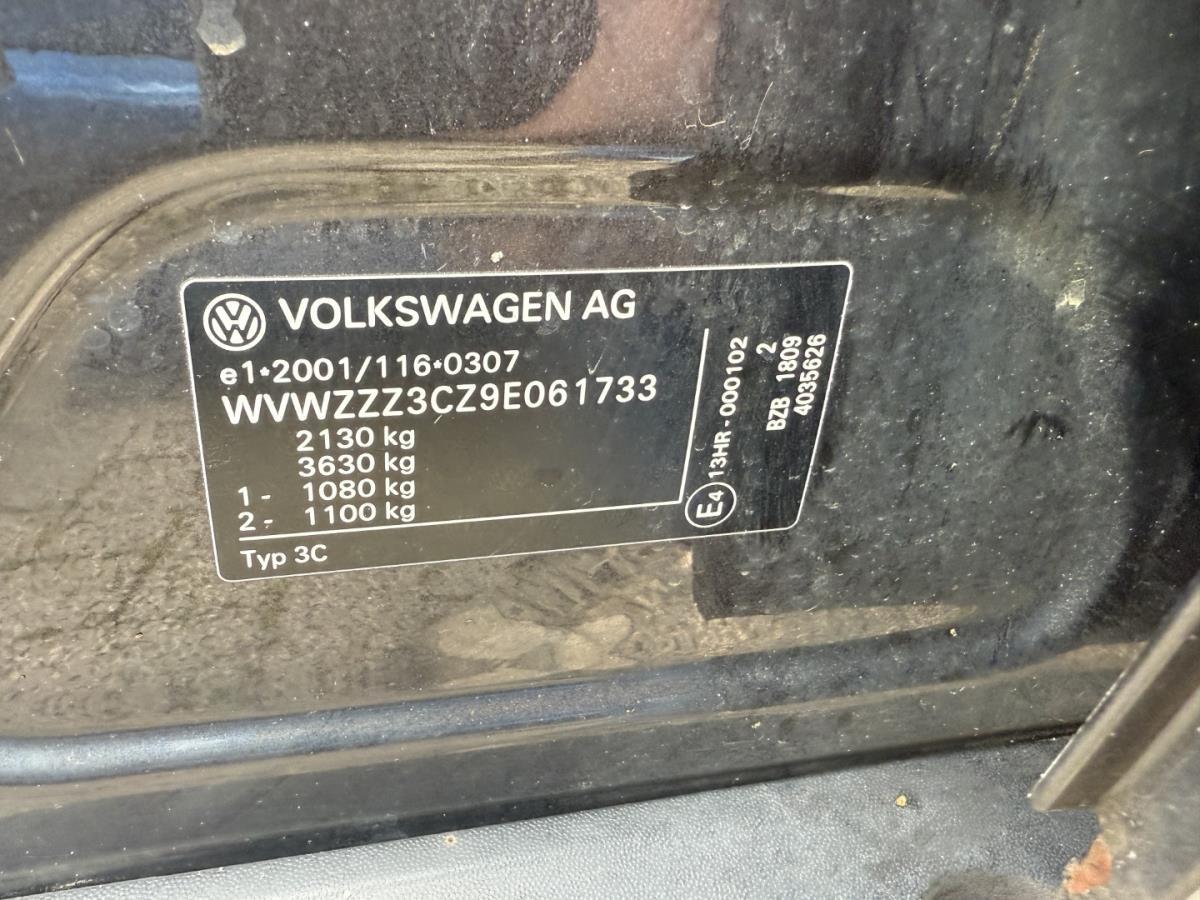 VOLKSWAGEN AG
e1*2001/116*0307
WVWZZZ3CZ9E061733
2130 kg
3630 kg
1- 1080 kg
2- 1100 kg
Typ 3C
E4 13HR-000102
2
BZB 1809
4035626